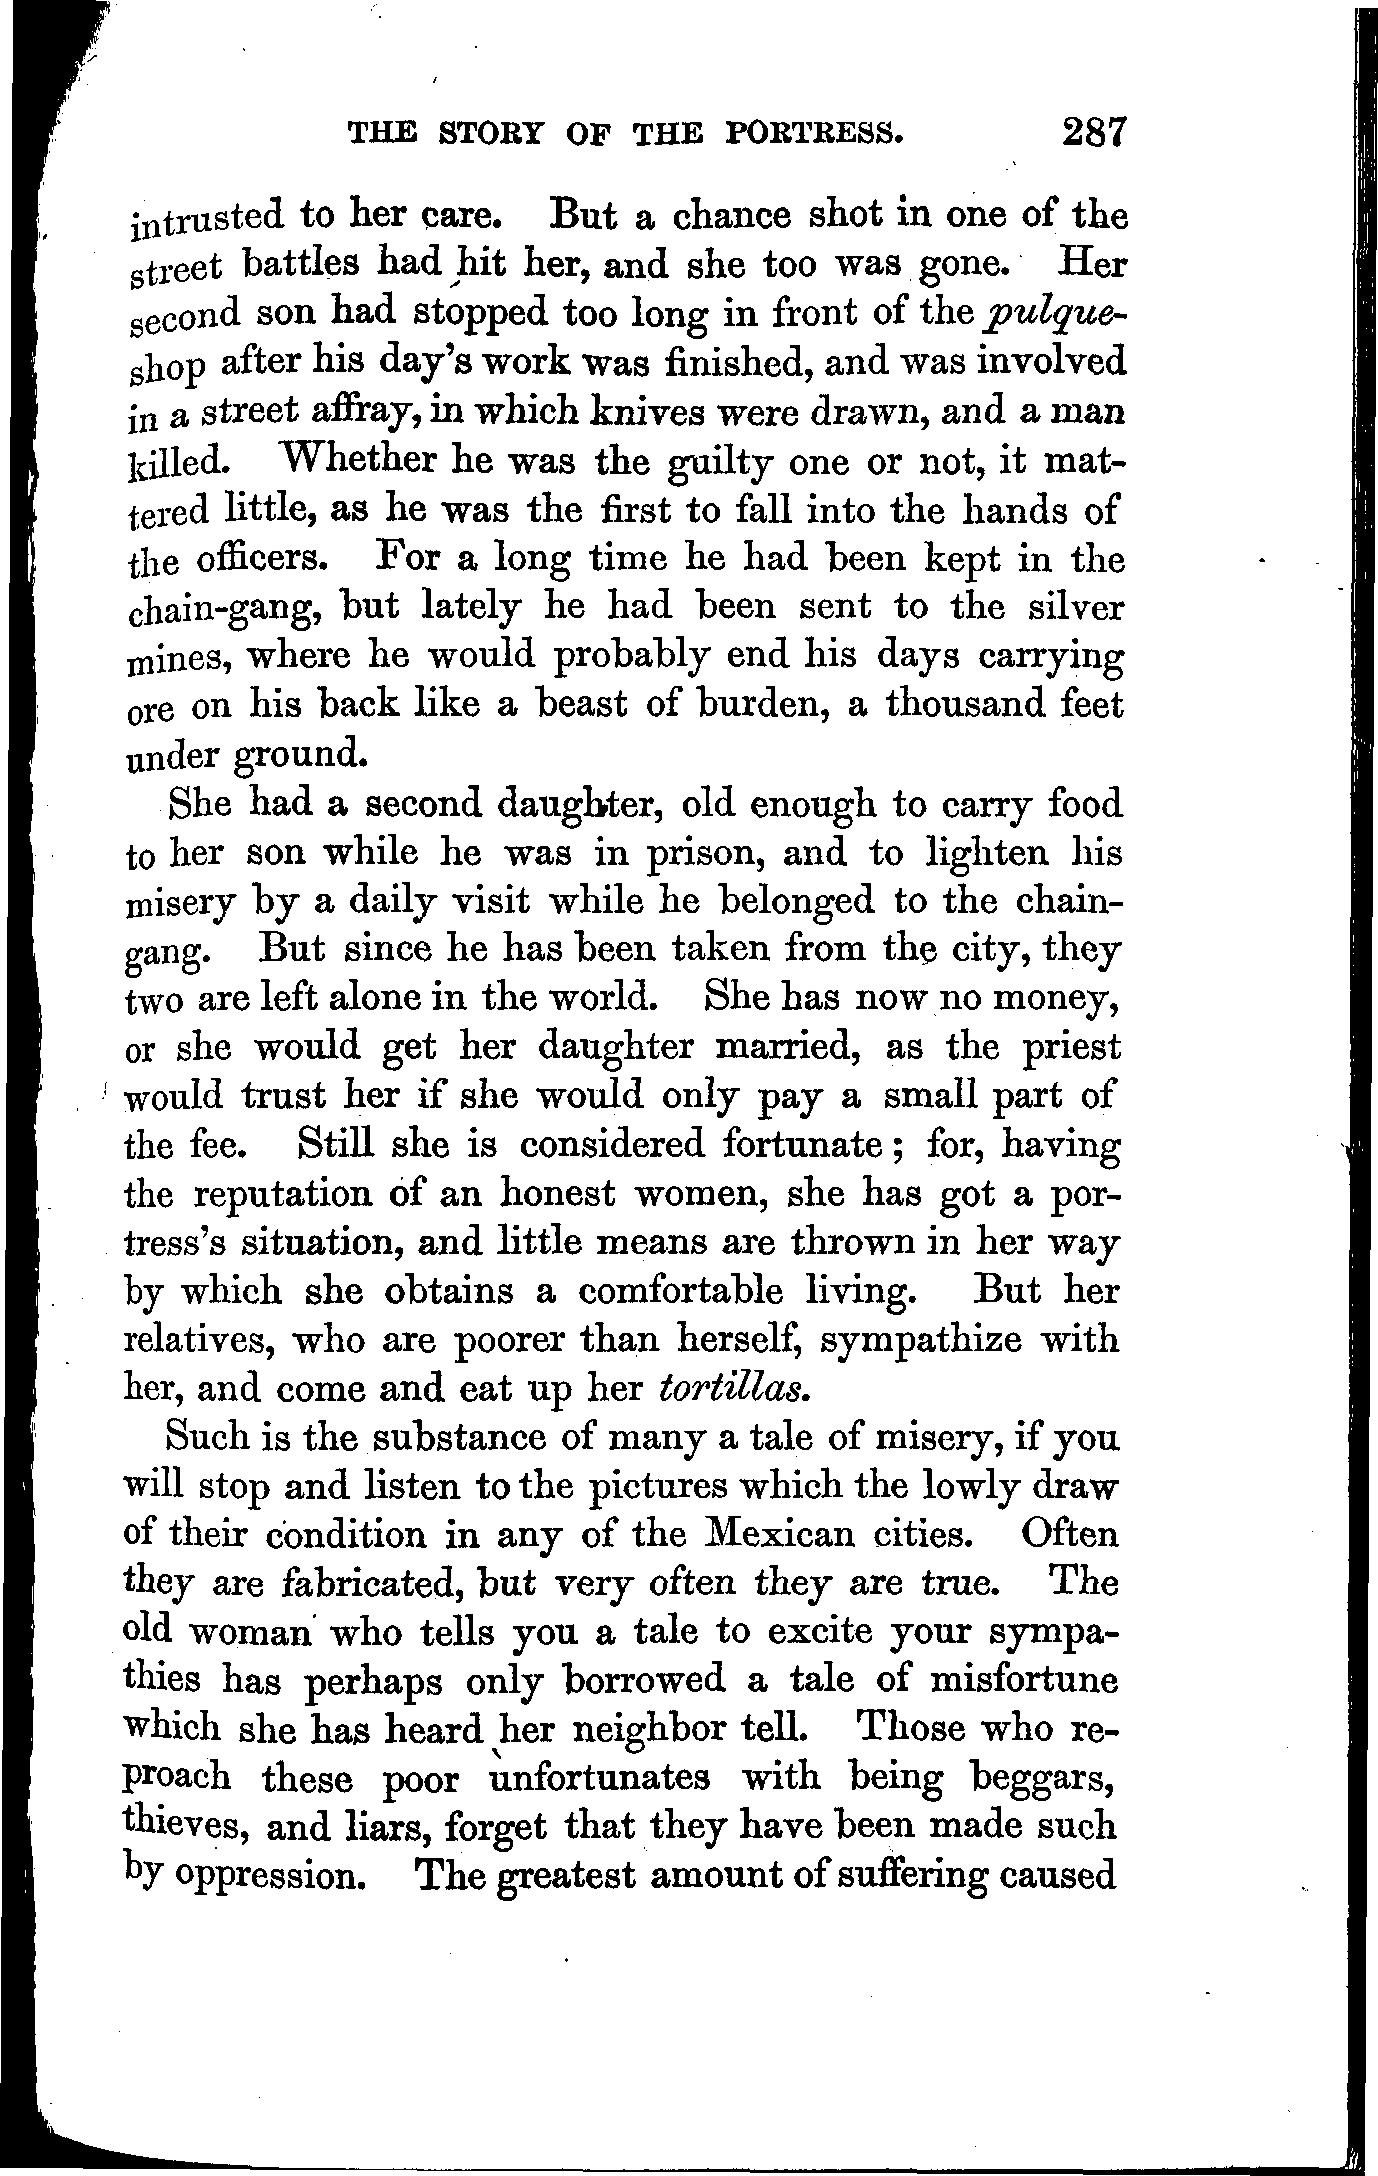 THE STORY OF THE PORTRESS. 287
intrusted to her care. But a chance shot in one of the
street battles had hit her, and she too was gone. Her
second son had stopped too long in front of the pulque-
shop after his day's work was finished, and was involved
in a street affray, in which knives were drawn, and a man
killed. Whether he was the guilty one or not, it mat-
tered little, as he was the first to fall into the hands of
the officers. For a long time he had been kept in the
chain-gang, but lately he had been sent to the silver
mines, where he would probably end his days carrying
ore on his back like a beast of burden, a thousand feet
under ground.
She had a second daughter, old enough to carry food
to her son while he was in prison, and to lighten his
misery by a daily visit while he belonged to the chain-
gang. But since he has been taken from the city, they
two are left alone in the world. She has now no money,
or she would get her daughter married, as the priest
would trust her if she would only pay a small part of
the fee. Still she is considered fortunate; for, having
the reputation of an honest women, she has got a por-
tress's situation, and little means are thrown in her way
by which she obtains a comfortable living. But her
relatives, who are poorer than herself, sympathize with
her, and come and eat up her tortillas.
Such is the substance of many a tale of misery, if you
will stop and listen to the pictures which the lowly draw
of their condition in any of the Mexican cities. Often
they are fabricated, but very often they are true. The
old woman who tells you a tale to excite your sympa-
thies has perhaps only borrowed a tale of misfortune
which she has heard her neighbor tell. Those who re-
proach these poor unfortunates with being beggars,
thieves, and liars, forget that they have been made such
by oppression. The greatest amount of suffering caused